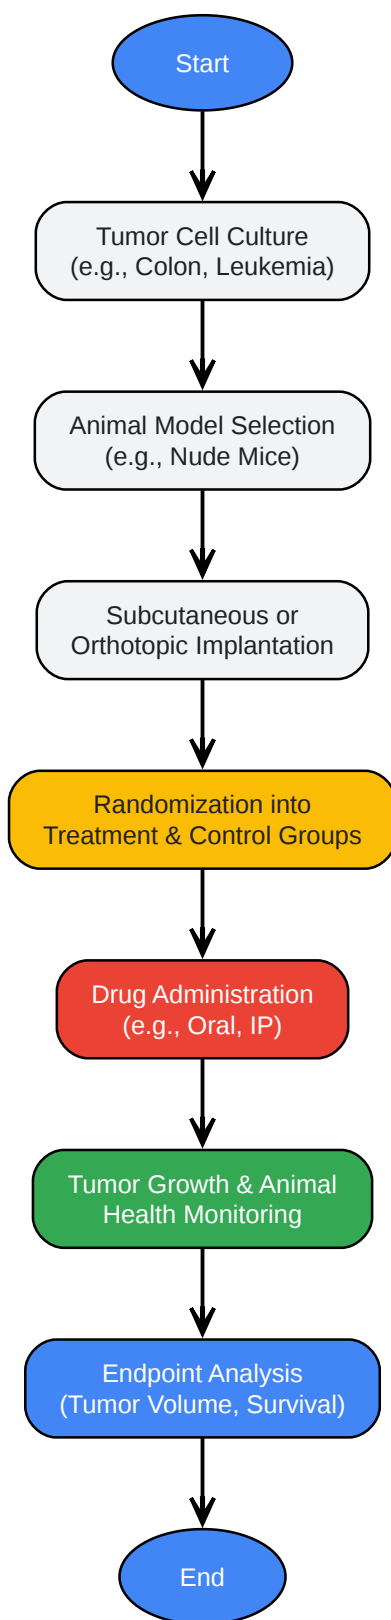 Start
Tumor Cell Culture
(e.g., Colon, Leukemia)
Animal Model Selection
(e.g., Nude Mice)
Subcutaneous or
Orthotopic Implantation
Randomization into
Treatment & Control Groups
Drug Administration
(e.g., Oral, IP)
Tumor Growth & Animal
Health Monitoring
Endpoint Analysis
(Tumor Volume, Survival)
End